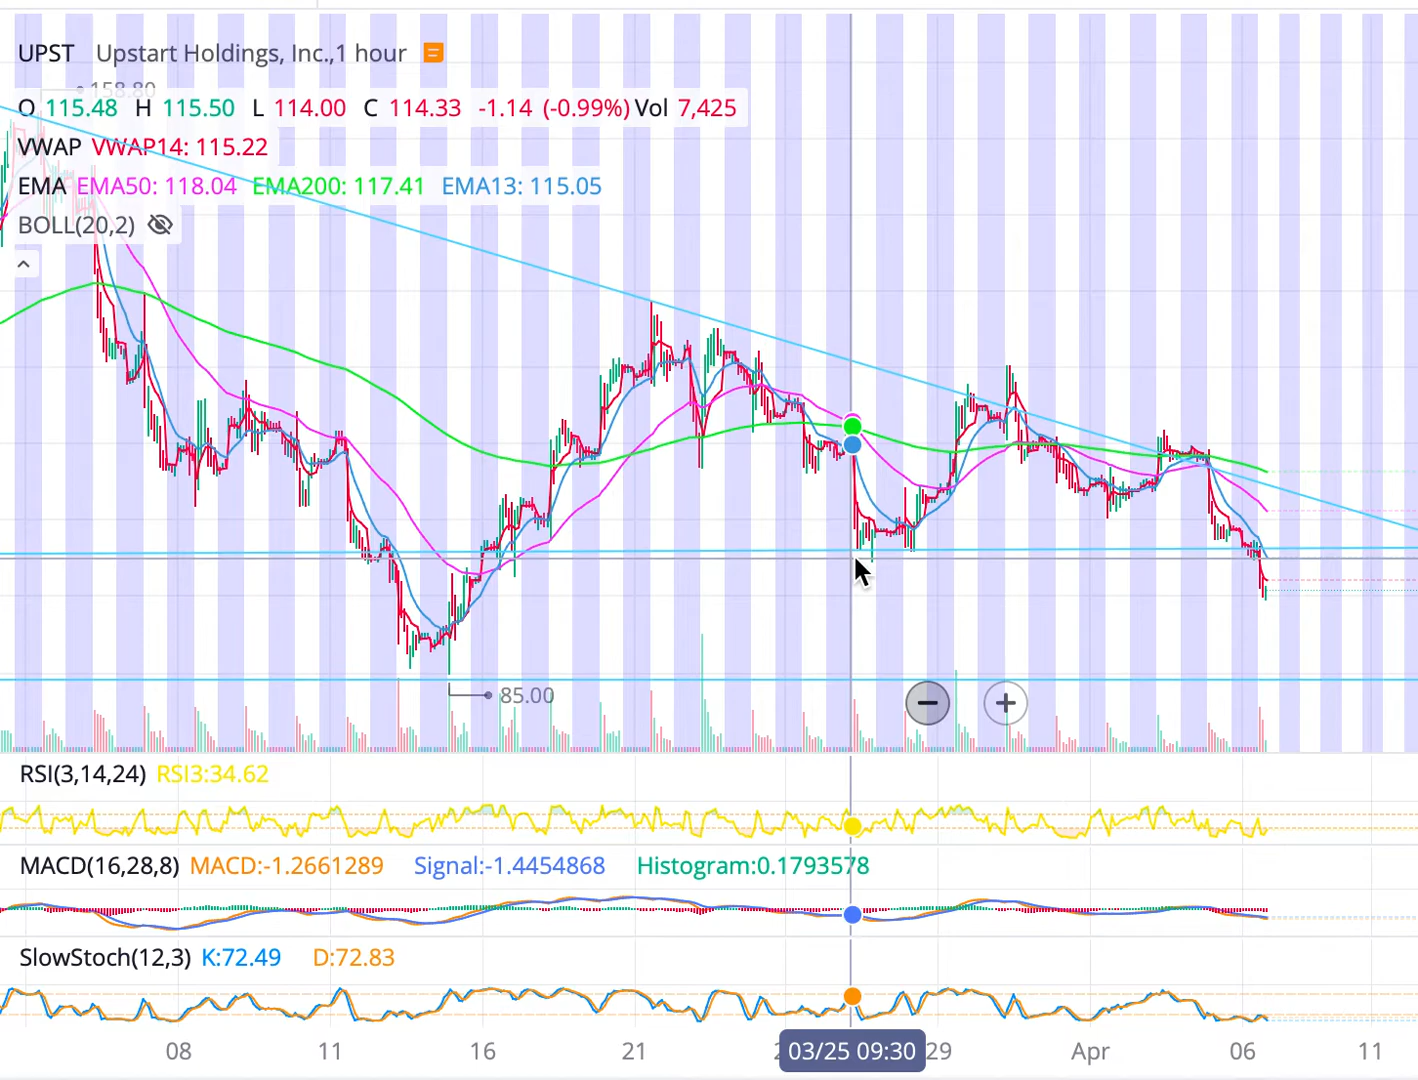 UPST Upstart Holdings, Inc.,1 hour
158.80
O 115.48 H 115.50 L 114.00 C 114.33 -1.14 (-0.99%) Vol 7,425
VWAP VWAP14: 115.22
EMA EMA50: 118.04 EMA200: 117.41 EMA13: 115.05
BOLL(20,2)
85.00
RSI(3,14,24) RSI3:34.62
MACD(16,28,8) MACD:-1.2661289 Signal:-1.4454868 Histogram:0.1793578
SlowStoch(12,3) K:72.49 D:72.83
08 11 16 21 03/25 09:30 29 Apr 06 11